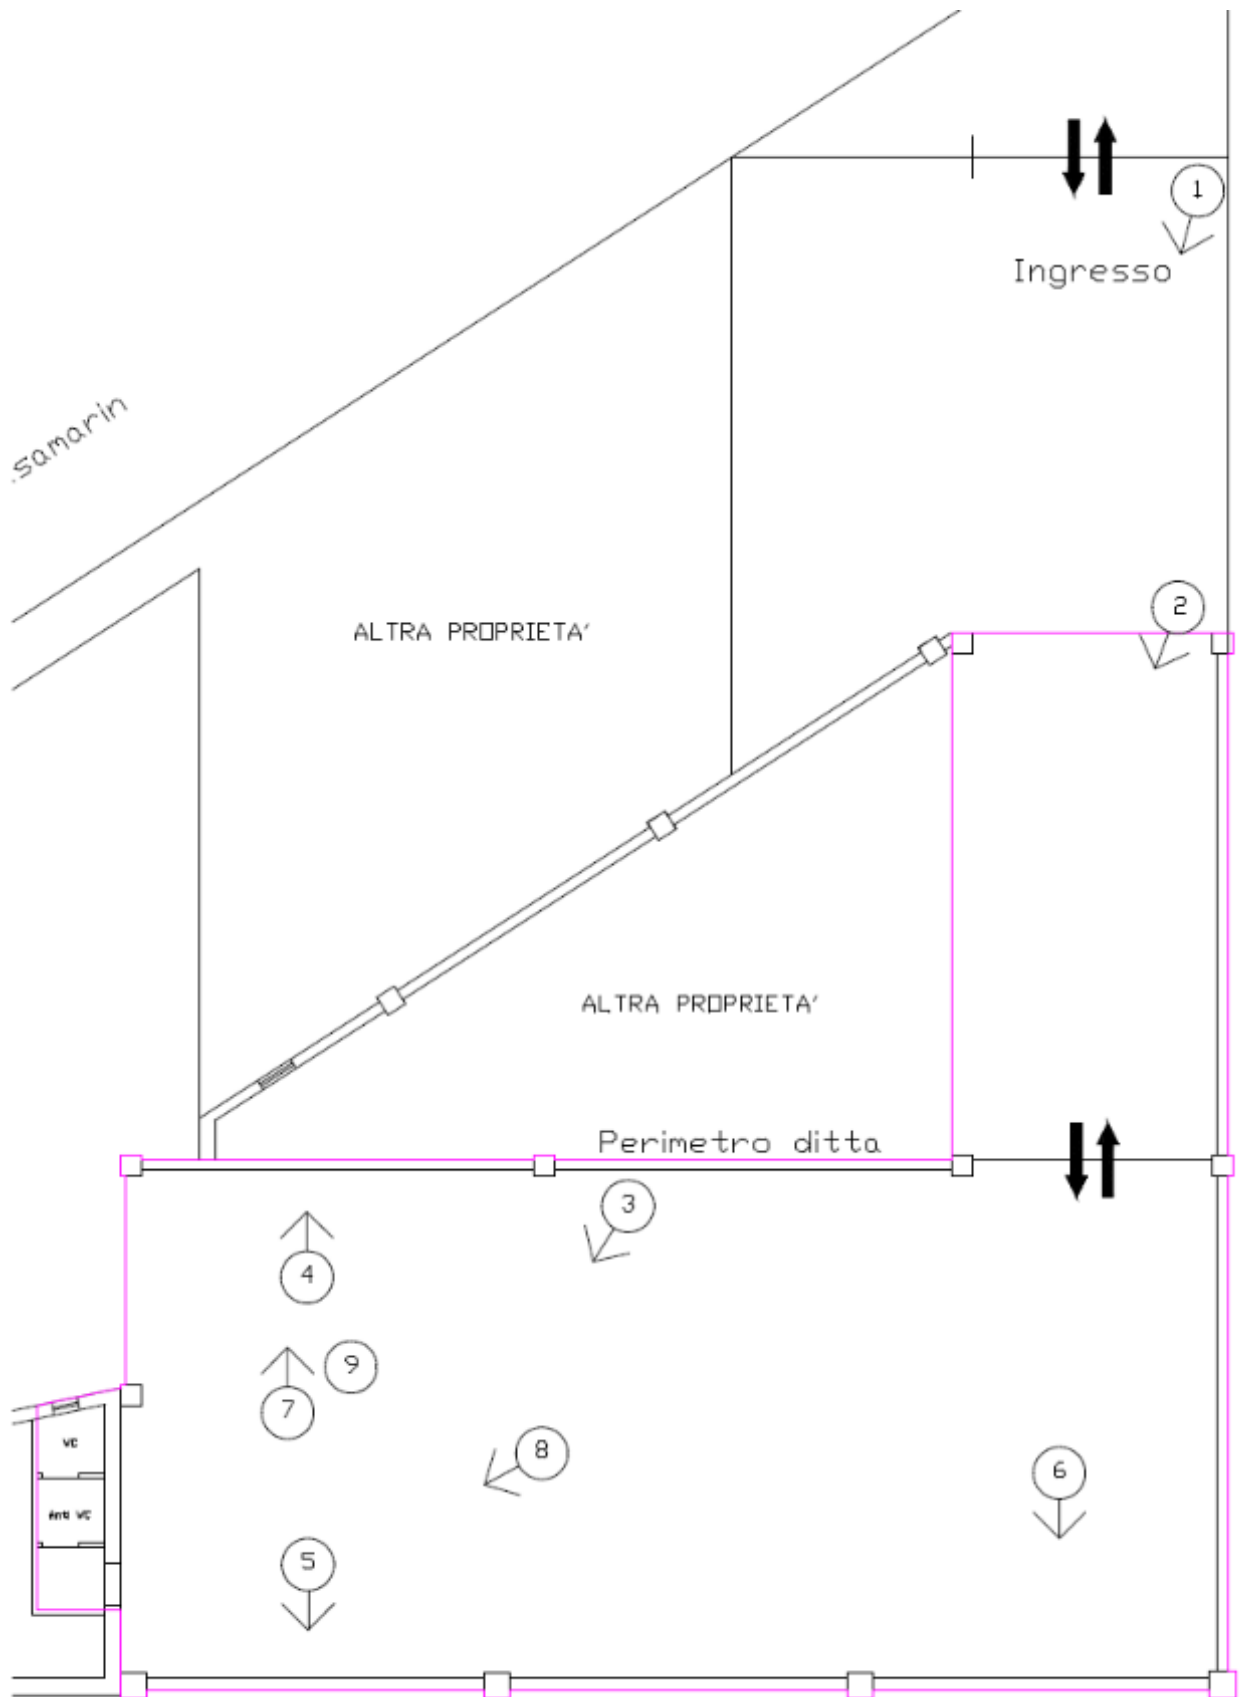 1
Ingresso
.samarin
2
ALTRA PROPRIETA'
ALTRA PROPRIETA'
Perimetro ditta
3
4
9
7
8
WC
6
Anti WC
5